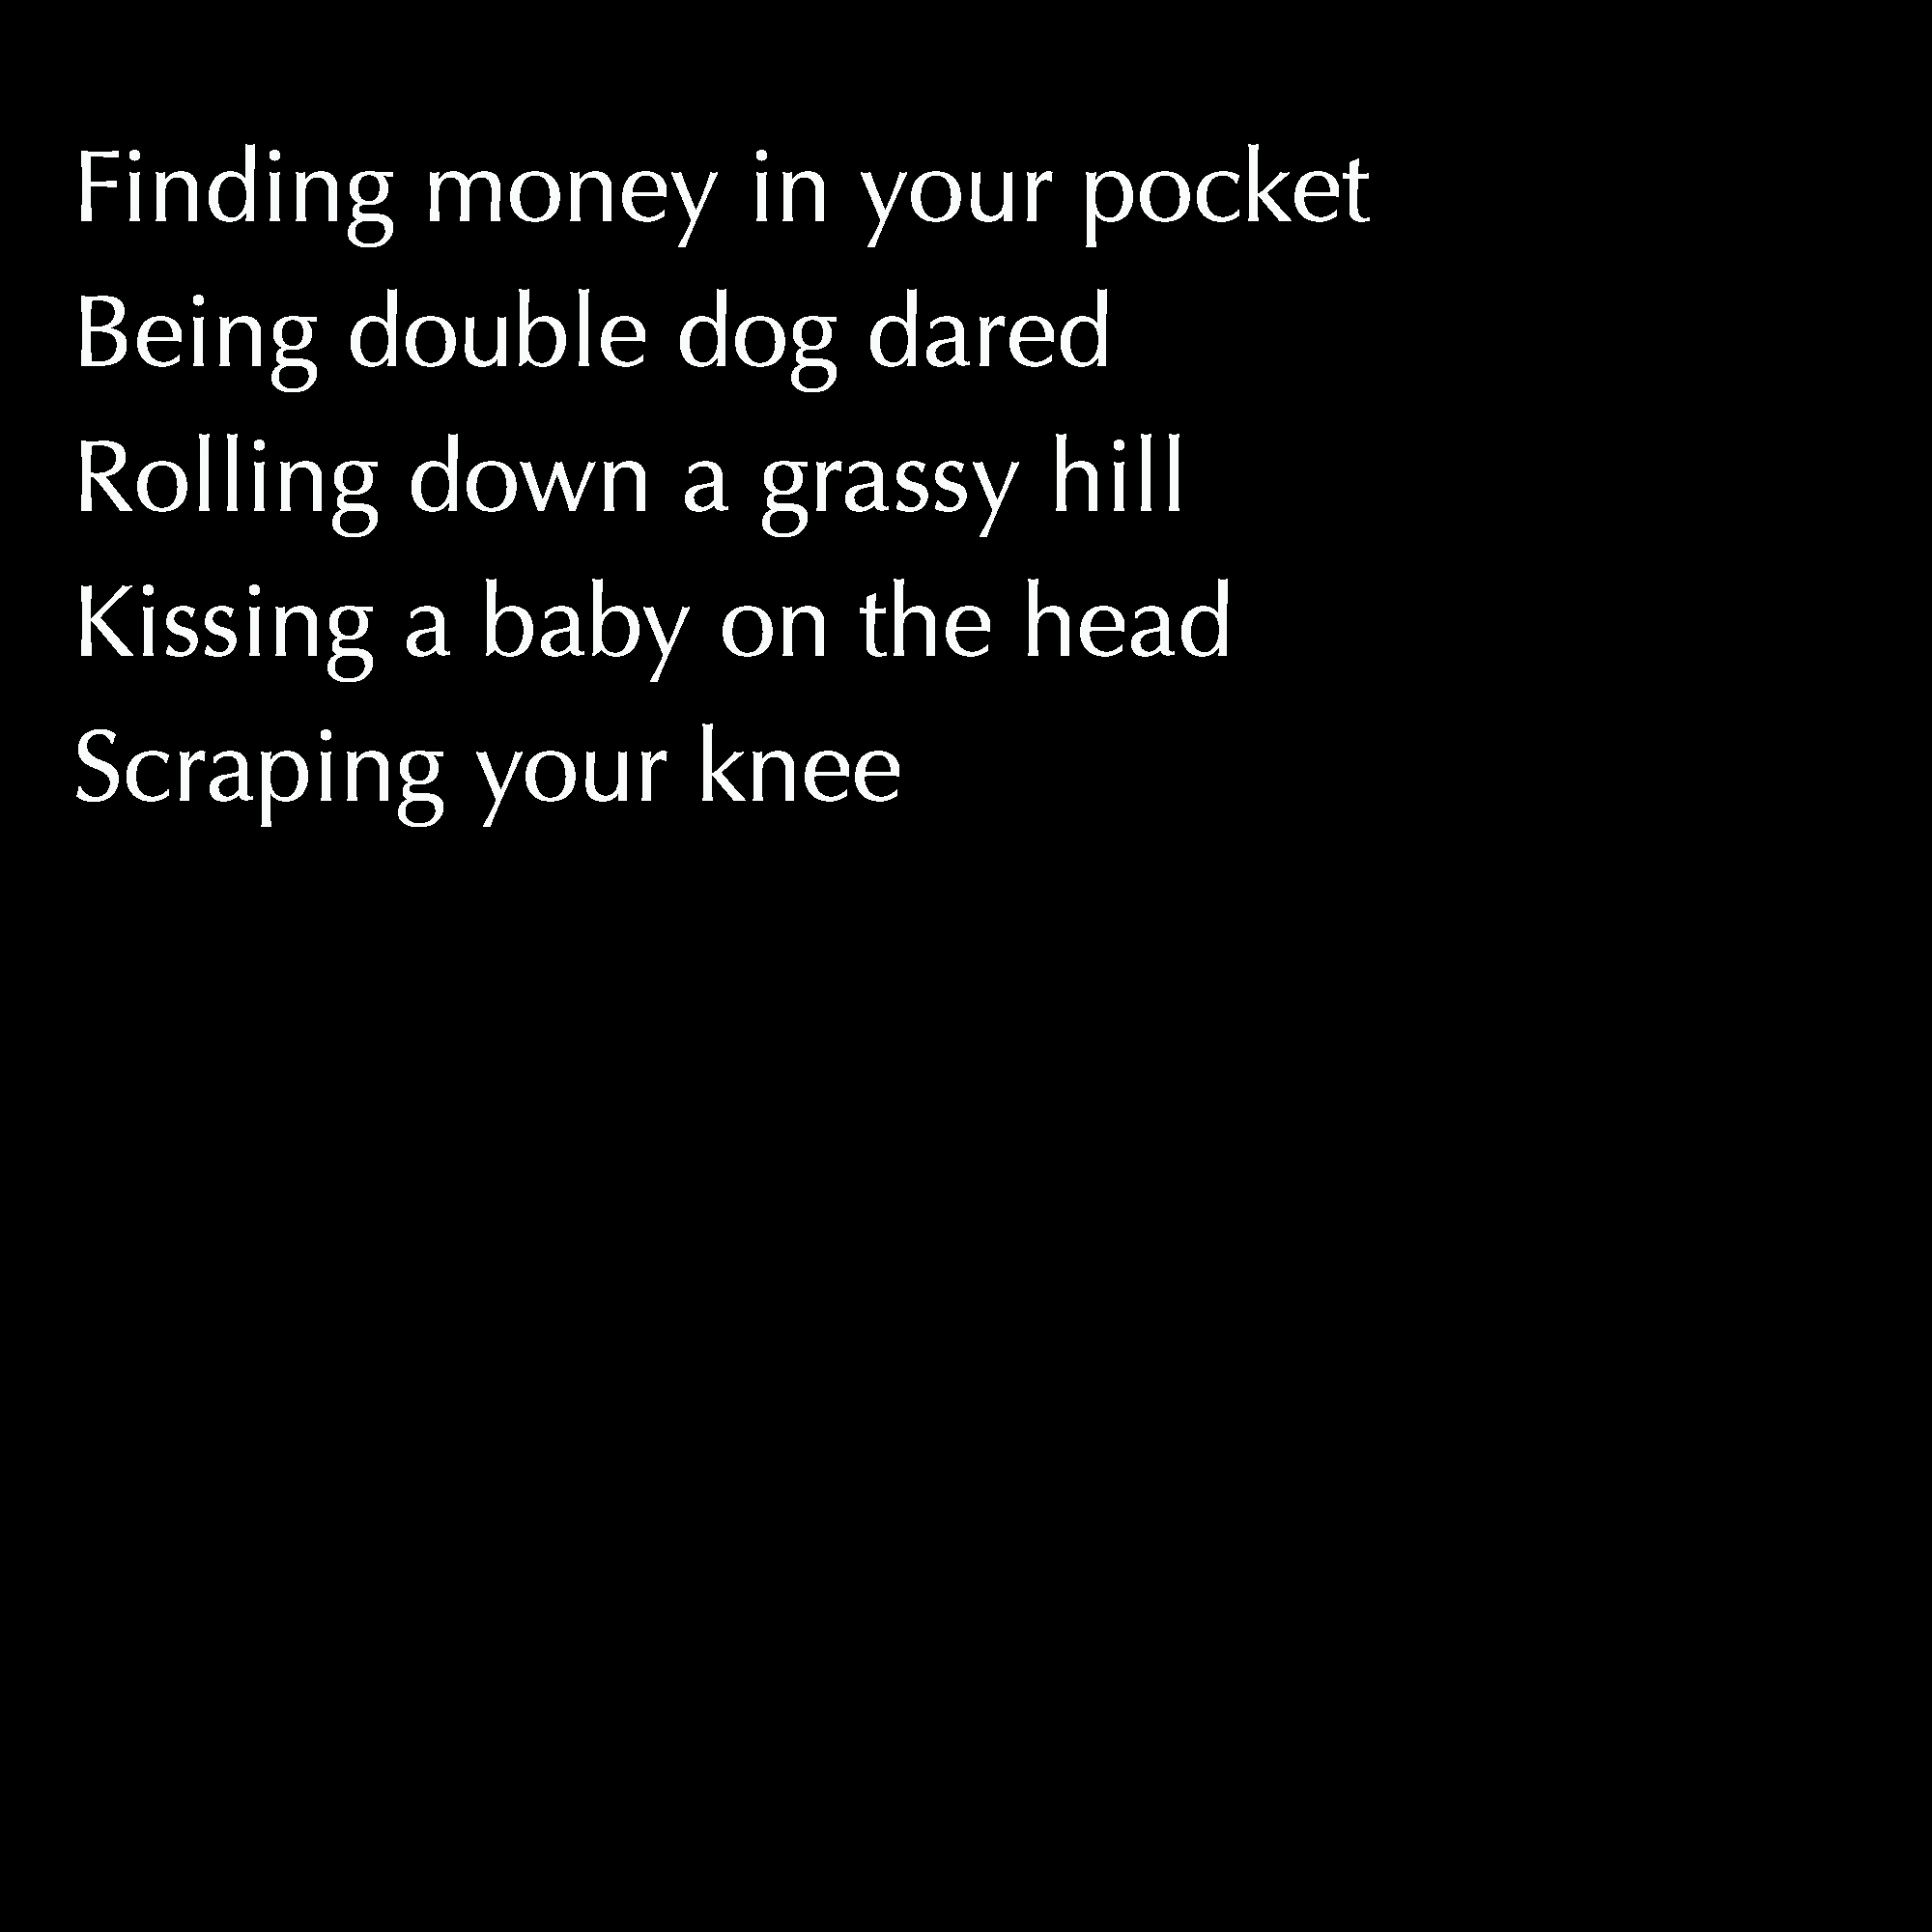 Finding money in your pocket
Being double dog dared
Rolling down a grassy hill
Kissing a baby on the head
Scraping your knee